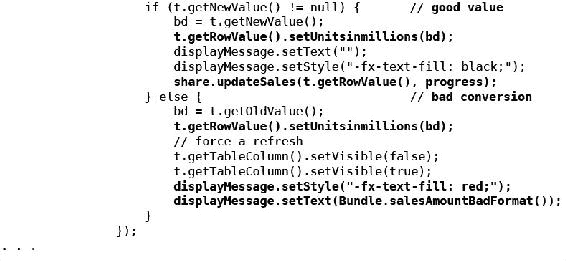 if (t.getNewValue() != null) { // good value
bd = t.getNewValue();
t.getRowValue().setUnitsinmillions(bd);
displayMessage.setText("");
displayMessage.setStyle("-fx-text-fill: black;");
share.updateSales(t.getRowValue(), progress);
} else { // bad conversion
bd = t.getOldValue();
t.getRowValue().setUnitsinmillions(bd);
// force a refresh
t.getTableColumn().setVisible(false);
t.getTableColumn().setVisible(true);
displayMessage.setStyle("-fx-text-fill: red;");
displayMessage.setText(Bundle.salesAmountBadFormat());
}
});
. . .